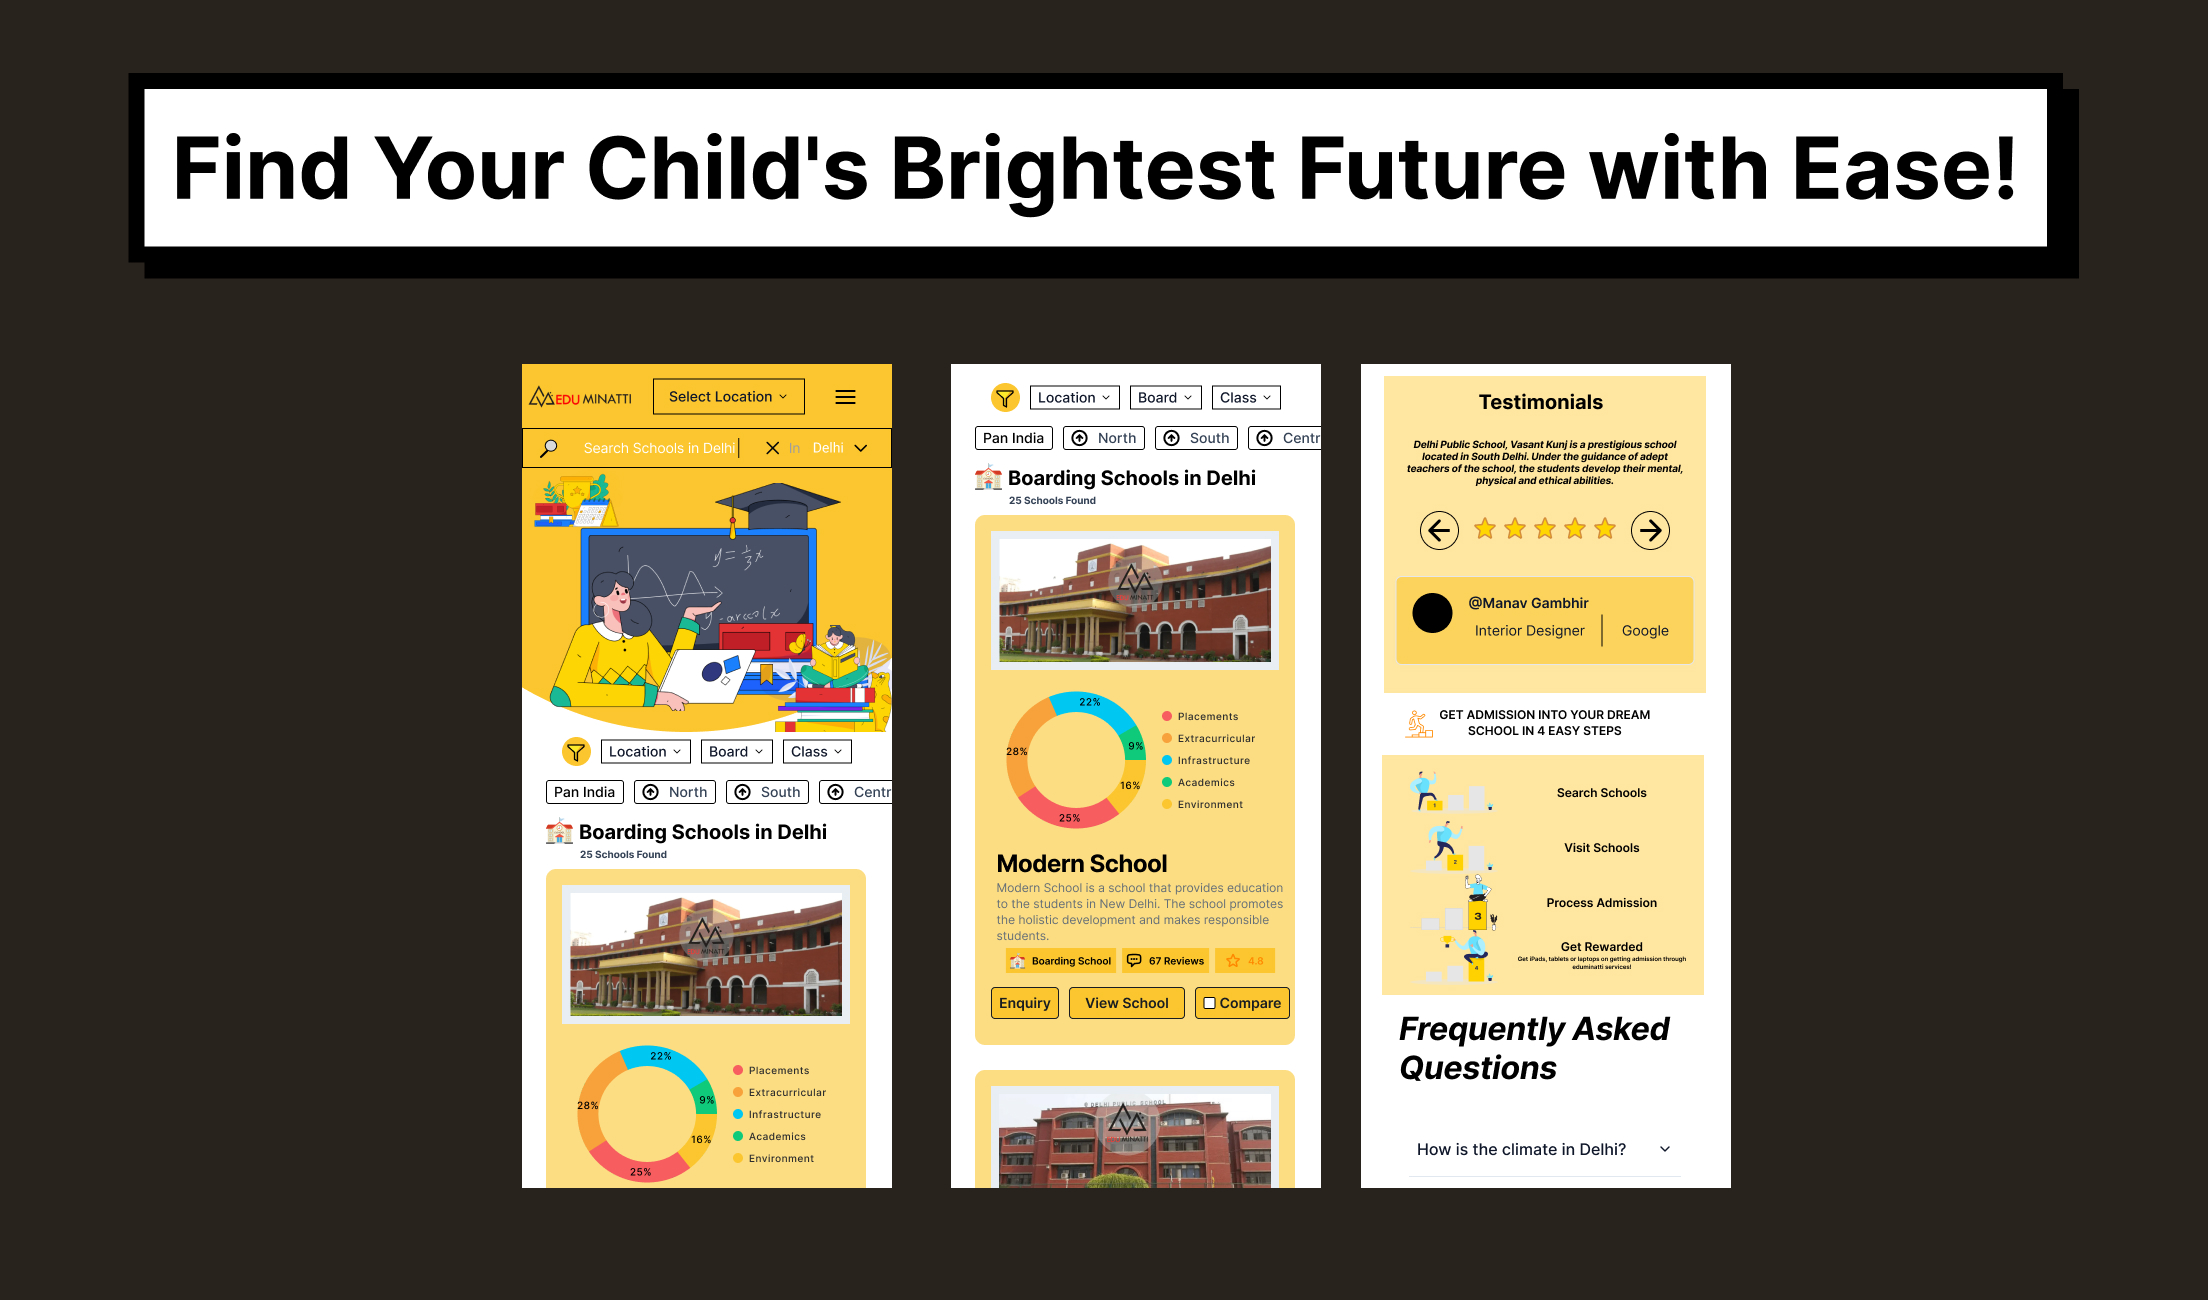 Find Your Child's Brightest Future with Ease!
EDU MINATTI
Select Location
Search Schools in Delhi
In
Delhi
y = 1/3 x
y-arccol x
Location
Board
Class
Pan India
North
South
Centr
Boarding Schools in Delhi
25 Schools Found
EDU MINATTI
22%
28%
9%
16%
25%
Placements
Extracurricular
Infrastructure
Academics
Environment
Location
Board
Class
Pan India
North
South
Centr
Boarding Schools in Delhi
25 Schools Found
EDU MINATTI
22%
28%
9%
16%
25%
Placements
Extracurricular
Infrastructure
Academics
Environment
Modern School
Modern School is a school that provides education
to the students in New Delhi. The school promotes
the holistic development and makes responsible
students.
Boarding School
67 Reviews
4.8
Enquiry
View School
Compare
DELHI PUBLIC SCHOOL
EDU MINATTI
Testimonials
Delhi Public School, Vasant Kunj is a prestigious school
located in South Delhi. Under the guidance of adept
teachers of the school, the students develop their mental,
physical and ethical abilities.
@Manav Gambhir
Interior Designer
Google
GET ADMISSION INTO YOUR DREAM
SCHOOL IN 4 EASY STEPS
1
Search Schools
2
Visit Schools
3
Process Admission
4
Get Rewarded
Get iPads, tablets or laptops on getting admission through
eduminatti services!
Frequently Asked
Questions
How is the climate in Delhi?